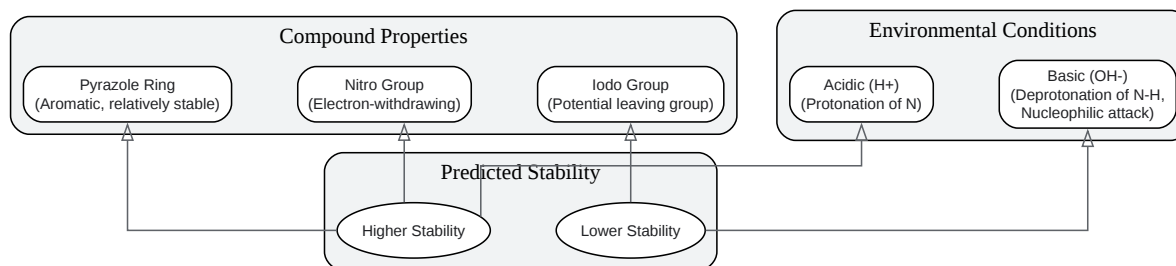 Compound Properties
Pyrazole Ring
(Aromatic, relatively stable)
Nitro Group
(Electron-withdrawing)
Iodo Group
(Potential leaving group)
Environmental Conditions
Acidic (H+)
(Protonation of N)
Basic (OH-)
(Deprotonation of N-H,
Nucleophilic attack)
Predicted Stability
Higher Stability
Lower Stability